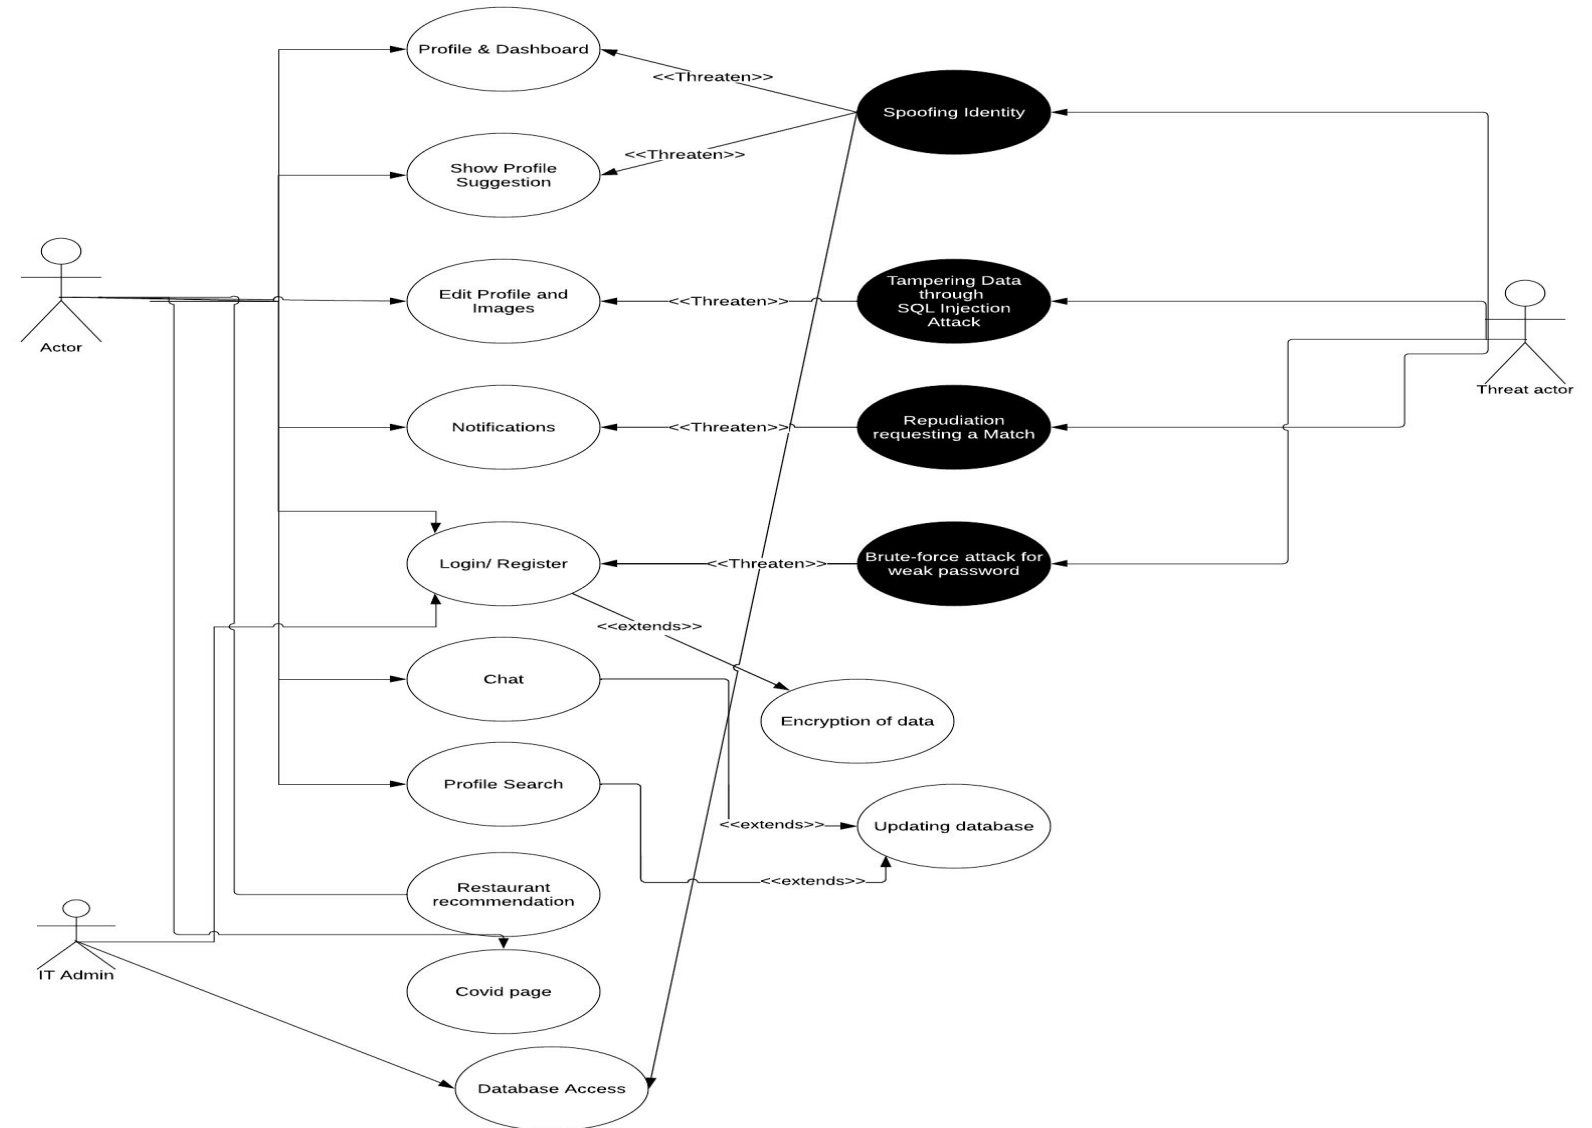 Profile & Dashboard
<<Threaten>>
Spoofing Identity
<<Threaten>>
Show Profile
Suggestion
Actor
Edit Profile and
Images
<<Threaten>>
Tampering Data
through
SQL Injection
Attack
Threat actor
Notifications
<<Threaten>>
Repudiation
requesting a Match
Login/ Register
<<Threaten>>
Brute-force attack for
weak password
<<extends>>
Chat
Encryption of data
Profile Search
<<extends>>
Updating database
<<extends>>
Restaurant
recommendation
IT Admin
Covid page
Database Access